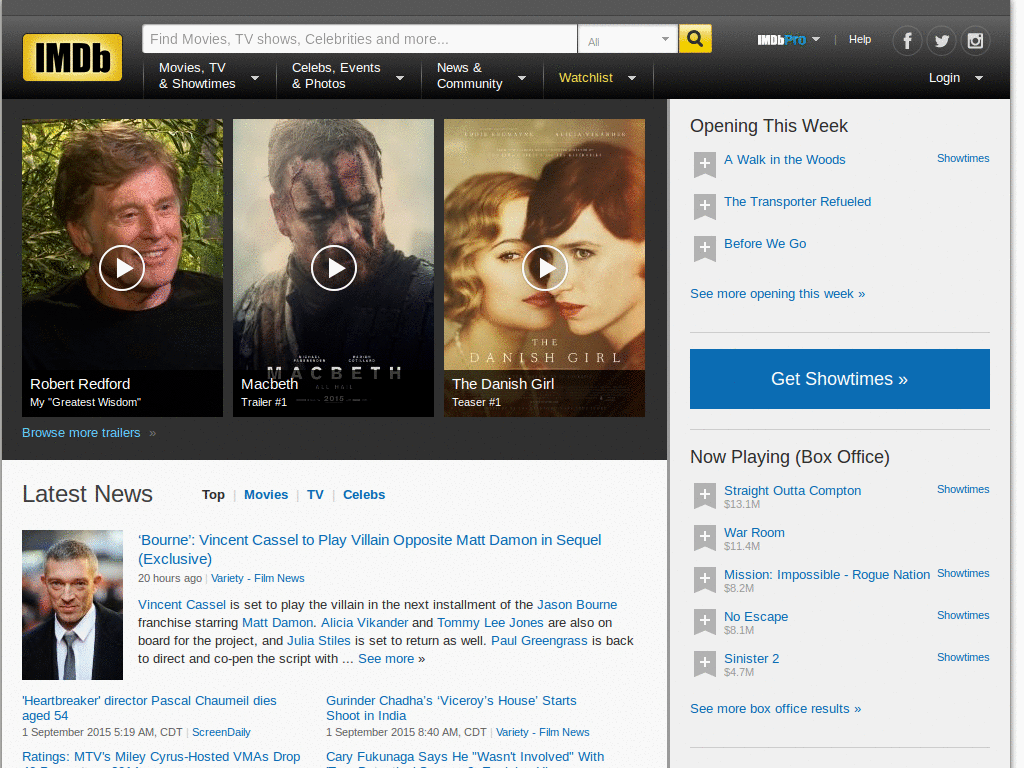 IMDb
Find Movies, TV shows, Celebrities and more...
All
IMDbPro
|
Help
Movies, TV
& Showtimes
Celebs, Events
& Photos
News &
Community
Watchlist
Login
Robert Redford
My "Greatest Wisdom"
MICHAEL FASSBENDER
MARION COTILLARD
MACBETH
ALL HAIL
2015
Macbeth
Trailer #1
EDDIE REDMAYNE
ALICIA VIKANDER
THE
DANISH GIRL
The Danish Girl
Teaser #1
Browse more trailers »
Latest News
Top | Movies | TV | Celebs
‘Bourne’: Vincent Cassel to Play Villain Opposite Matt Damon in Sequel
(Exclusive)
20 hours ago | Variety - Film News
Vincent Cassel is set to play the villain in the next installment of the Jason Bourne
franchise starring Matt Damon. Alicia Vikander and Tommy Lee Jones are also on
board for the project, and Julia Stiles is set to return as well. Paul Greengrass is back
to direct and co-pen the script with ... See more »
'Heartbreaker' director Pascal Chaumeil dies
aged 54
1 September 2015 5:19 AM, CDT | ScreenDaily
Gurinder Chadha’s ‘Viceroy’s House’ Starts
Shoot in India
1 September 2015 8:40 AM, CDT | Variety - Film News
Ratings: MTV's Miley Cyrus-Hosted VMAs Drop
Cary Fukunaga Says He "Wasn't Involved" With
Opening This Week
A Walk in the Woods
Showtimes
The Transporter Refueled
Before We Go
See more opening this week »
Get Showtimes »
Now Playing (Box Office)
Straight Outta Compton
Showtimes
$13.1M
War Room
$11.4M
Mission: Impossible - Rogue Nation
Showtimes
$8.2M
No Escape
Showtimes
$8.1M
Sinister 2
Showtimes
$4.7M
See more box office results »